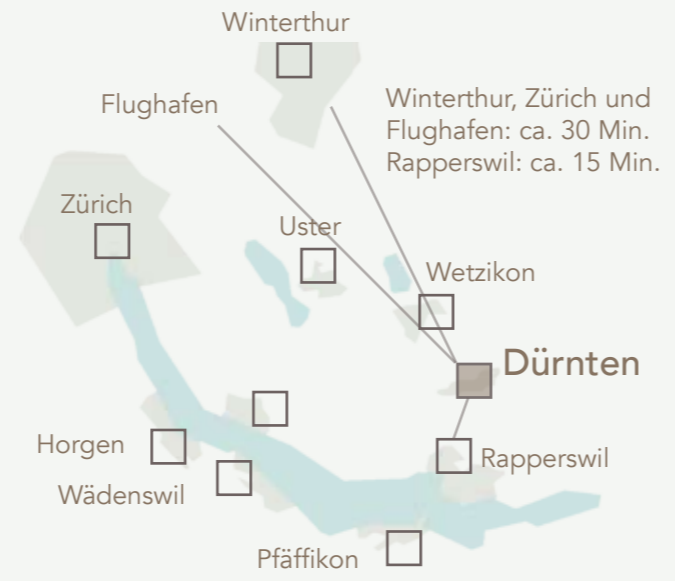 Winterthur
Flughafen
Winterthur, Zürich und
Flughafen: ca. 30 Min.
Rapperswil: ca. 15 Min.
Zürich
Uster
Wetzikon
Dürnten
Horgen
Rapperswil
Wädenswil
Pfäffikon